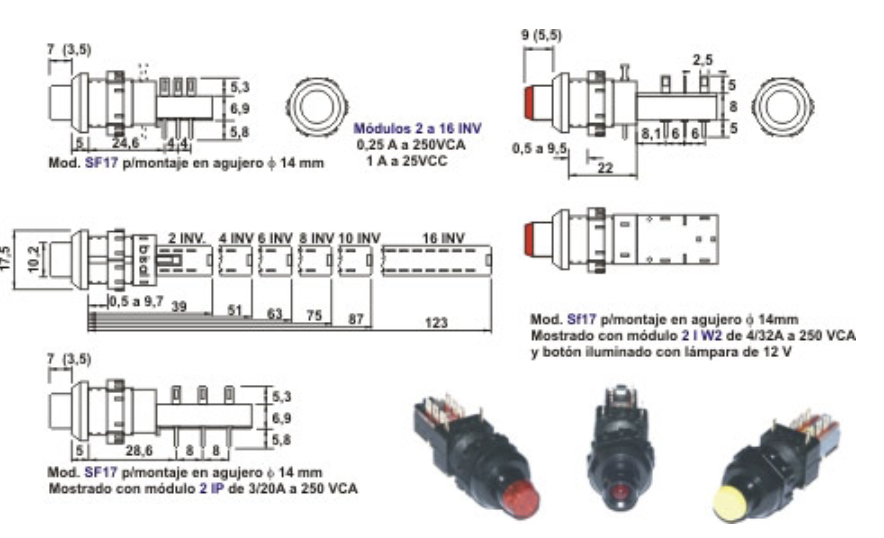 7 (3,5)
5,3
6,9
5,8
5
24,6
4
4
Mod. SF17 p/montaje en agujero ϕ 14 mm
Módulos 2 a 16 INV
0,25 A a 250VCA
1 A a 25VCC
9 (5,5)
2,5
5
8
5
8,1
6
6
0,5 a 9,5
22
17,5
10,2
2 INV.
4 INV
6 INV
8 INV
10 INV
16 INV
0,5 a 9,7
39
51
63
75
87
123
Mod. Sf17 p/montaje en agujero ϕ 14mm
Mostrado con módulo 2 I W2 de 4/32A a 250 VCA
y botón iluminado con lámpara de 12 V
7 (3,5)
5,3
6,9
5,8
5
28,6
8
8
Mod. SF17 p/montaje en agujero ϕ 14 mm
Mostrado con módulo 2 IP de 3/20A a 250 VCA